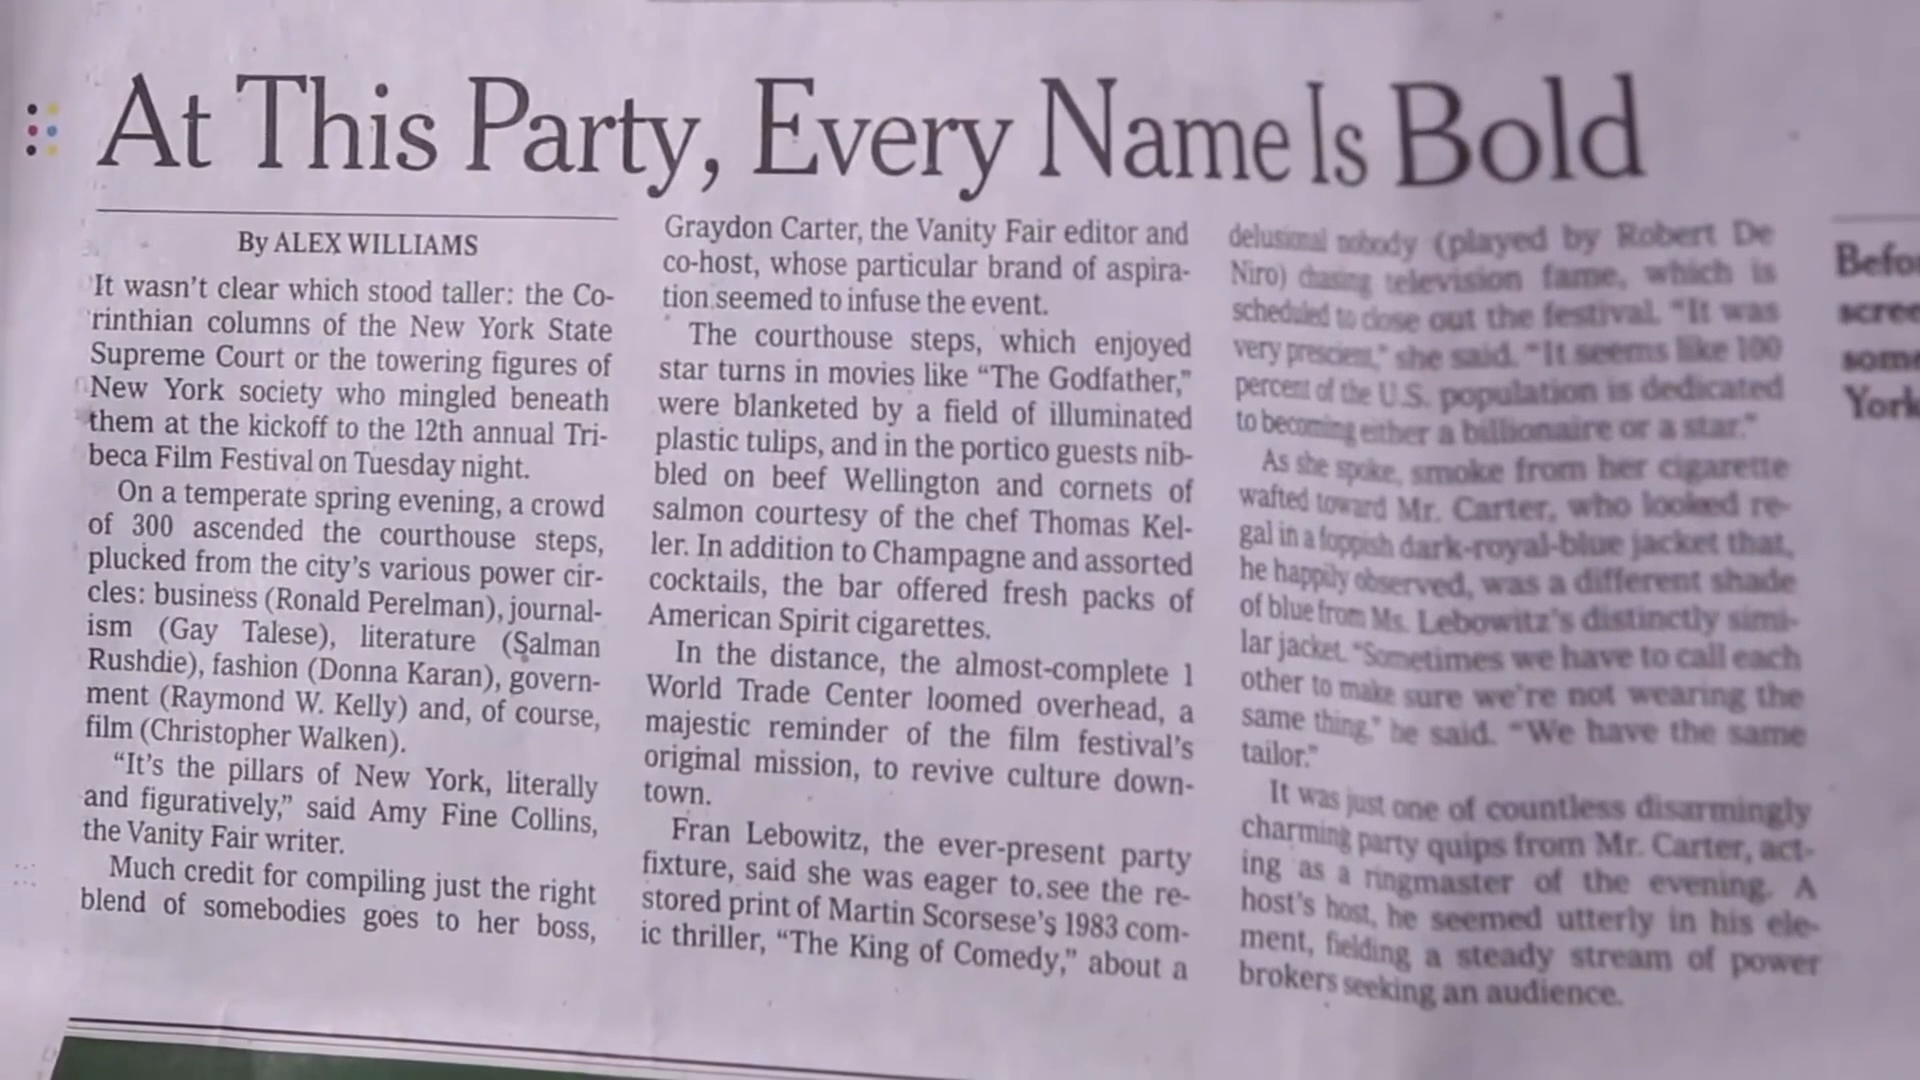 At This Party, Every Name Is Bold
By ALEX WILLIAMS
It wasn't clear which stood taller: the Co-
rinthian columns of the New York State
Supreme Court or the towering figures of
New York society who mingled beneath
them at the kickoff to the 12th annual Tri-
beca Film Festival on Tuesday night.
On a temperate spring evening, a crowd
of 300 ascended the courthouse steps,
plucked from the city's various power cir-
cles: business (Ronald Perelman), journal-
ism (Gay Talese), literature (Salman
Rushdie), fashion (Donna Karan), govern-
ment (Raymond W. Kelly) and, of course,
film (Christopher Walken).
“It's the pillars of New York, literally
and figuratively,” said Amy Fine Collins,
the Vanity Fair writer.
Much credit for compiling just the right
blend of somebodies goes to her boss,
Graydon Carter, the Vanity Fair editor and
co-host, whose particular brand of aspira-
tion seemed to infuse the event.
The courthouse steps, which enjoyed
star turns in movies like “The Godfather,”
were blanketed by a field of illuminated
plastic tulips, and in the portico guests nib-
bled on beef Wellington and cornets of
salmon courtesy of the chef Thomas Kel-
ler. In addition to Champagne and assorted
cocktails, the bar offered fresh packs of
American Spirit cigarettes.
In the distance, the almost-complete 1
World Trade Center loomed overhead, a
majestic reminder of the film festival's
original mission, to revive culture down-
town.
Fran Lebowitz, the ever-present party
fixture, said she was eager to see the re-
stored print of Martin Scorsese's 1983 com-
ic thriller, “The King of Comedy,” about a
delusional nobody (played by Robert De
Niro) chasing television fame, which is
scheduled to close out the festival. “It was
very prescient,” she said. “It seems like 100
percent of the U.S. population is dedicated
to becoming either a billionaire or a star.”
As she spoke, smoke from her cigarette
wafted toward Mr. Carter, who looked re-
gal in a foppish dark-royal-blue jacket that,
he happily observed, was a different shade
of blue from Ms. Lebowitz's distinctly simi-
lar jacket. “Sometimes we have to call each
other to make sure we're not wearing the
same thing,” he said. “We have the same
tailor.”
It was just one of countless disarmingly
charming party quips from Mr. Carter, act-
ing as a ringmaster of the evening. A
host's host, he seemed utterly in his ele-
ment, fielding a steady stream of power
brokers seeking an audience.
Befo
scree
some
York